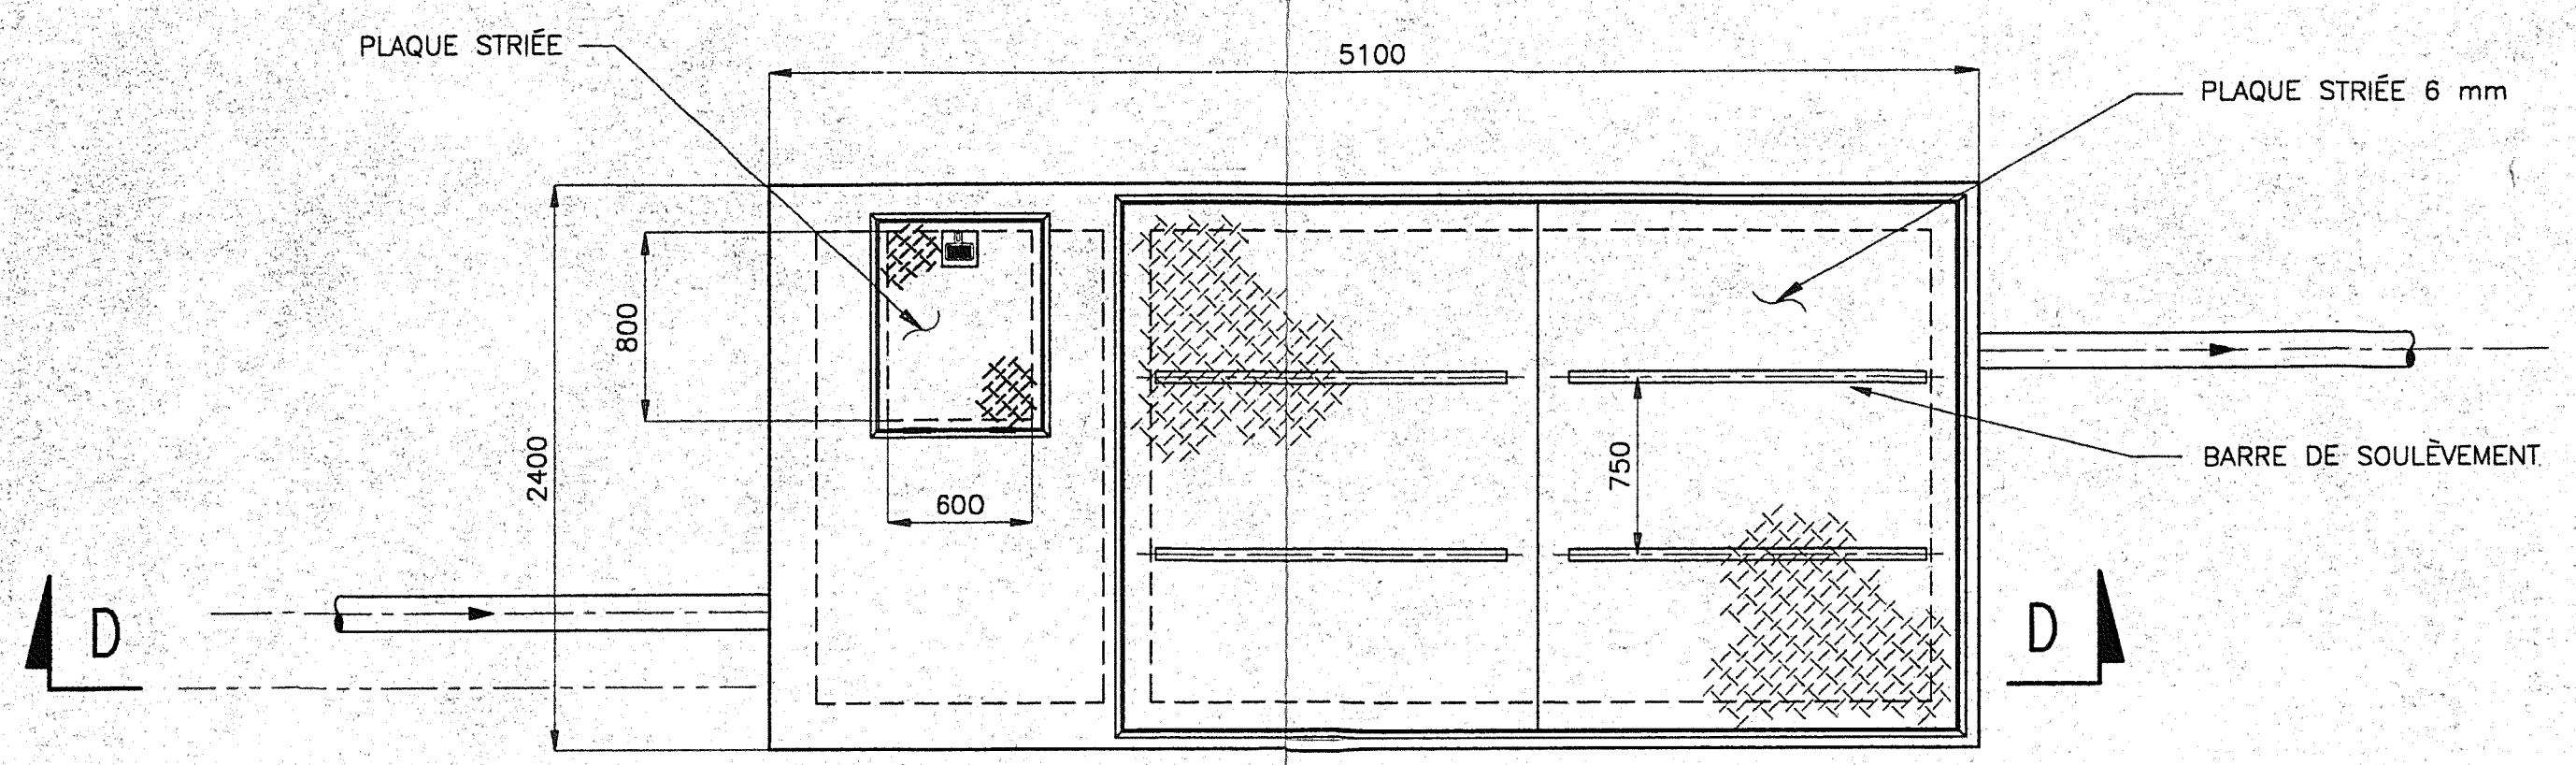 PLAQUE STRIÉE
5100
PLAQUE STRIÉE 6 mm
800
2400
600
750
BARRE DE SOULÈVEMENT
D
D